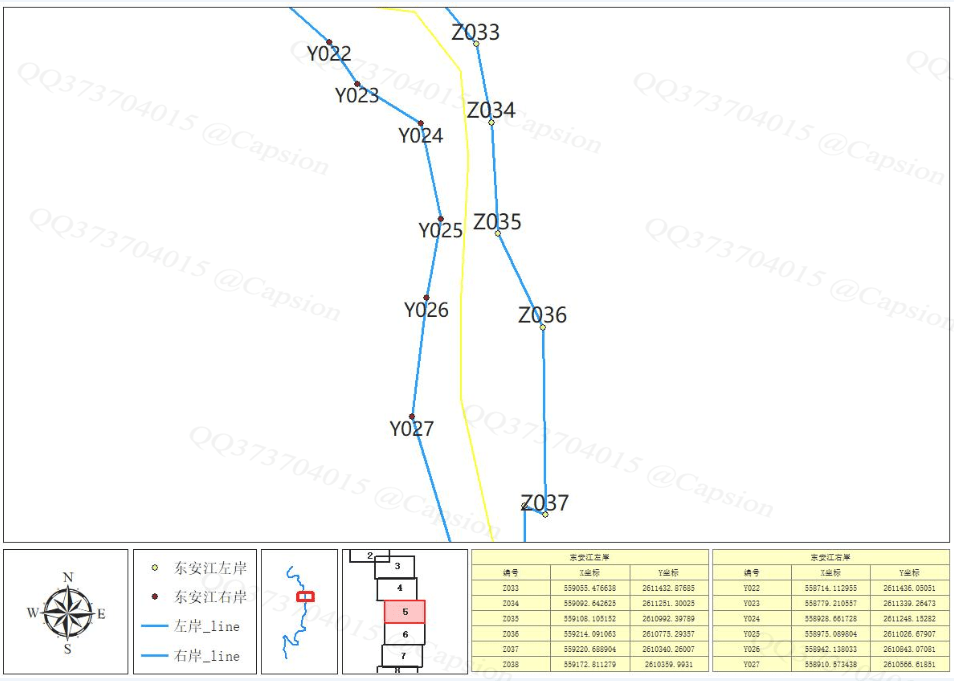 Z033
Y022
Y023
Z034
Y024
Z035
Y025
Y026
Z036
Y027
Z037
QQ373704015 @Capsion
N
W E
S
东安江左岸
东安江右岸
左岸_line
右岸_line
2
3
4
5
6
7
8
东安江左岸
编号 X坐标 Y坐标
Z033 559055.476638 2611432.87685
Z034 559092.642625 2611251.30025
Z035 559108.105152 2610992.39789
Z036 559214.091063 2610775.29357
Z037 559220.688904 2610340.26007
Z038 559172.811279 2610359.9931
东安江右岸
编号 X坐标 Y坐标
Y022 558714.112955 2611436.05051
Y023 558779.210557 2611339.26473
Y024 558928.661728 2611248.15282
Y025 558975.089804 2611026.67907
Y026 558942.138033 2610843.07081
Y027 558910.573438 2610566.61851